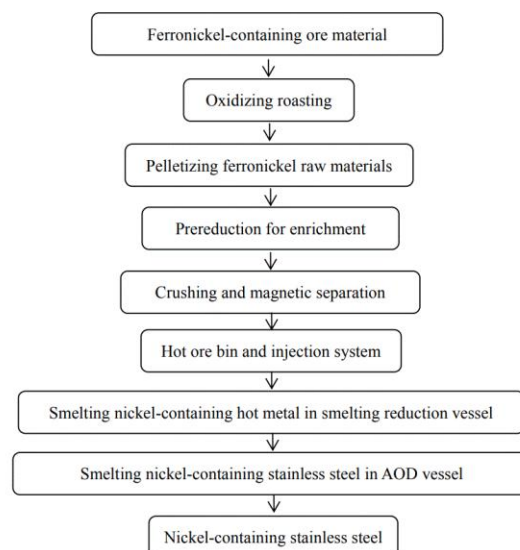 Ferronickel-containing ore material
Oxidizing roasting
Pelletizing ferronickel raw materials
Prereduction for enrichment
Crushing and magnetic separation
Hot ore bin and injection system
Smelting nickel-containing hot metal in smelting reduction vessel
Smelting nickel-containing stainless steel in AOD vessel
Nickel-containing stainless steel